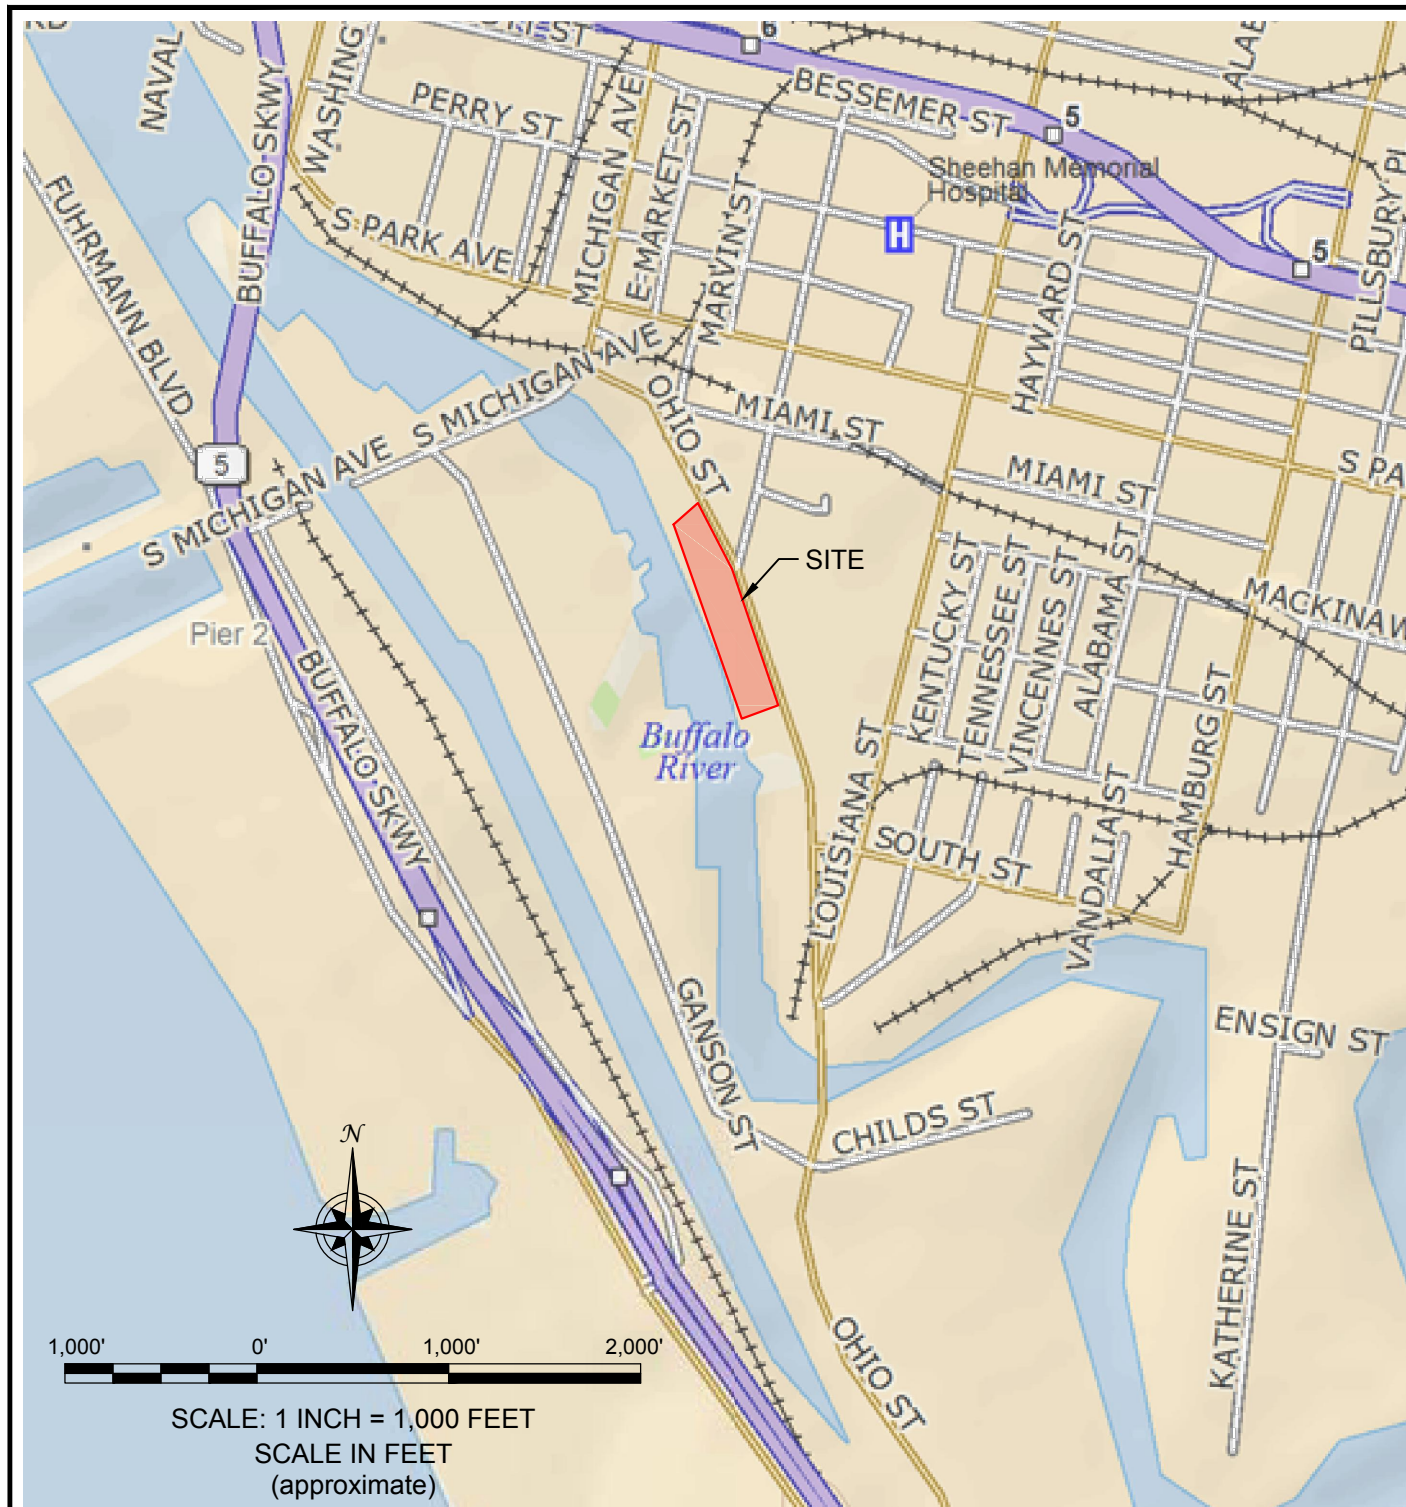 RD
NAVAL
BUFFALO SKWY
WASHING
ST
6
ALAB
PERRY ST
MICHIGAN AVE
E-MARKET-ST
BESSEMER ST
5
Sheehan Memorial
Hospital
H
FUHRMANN BLVD
S PARK AVE
MARVIN ST
HAYWARD ST
5
PILLSBURY PL
5
S MICHIGAN AVE
S MICHIGAN AVE
OHIO ST
MIAMI ST
MIAMI ST
S PA
SITE
KENTUCKY ST
TENNESSEE ST
VINCENNES ST
ALABAMA ST
MACKINAW
Pier 2
BUFFALO SKWY
Buffalo
River
LOUISIANA ST
HAMBURG ST
SOUTH ST
VANDALIA ST
GANSON ST
ENSIGN ST
CHILDS ST
KATHERINE ST
OHIO ST
N
1,000' 0' 1,000' 2,000'
SCALE: 1 INCH = 1,000 FEET
SCALE IN FEET
(approximate)